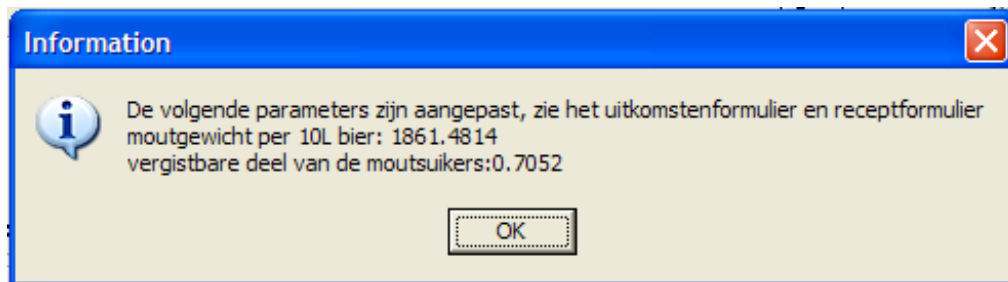 Information
De volgende parameters zijn aangepast, zie het uitkomstenformulier en receptformulier
moutgewicht per 10L bier: 1861.4814
vergistbare deel van de moutsuikers:0.7052
OK